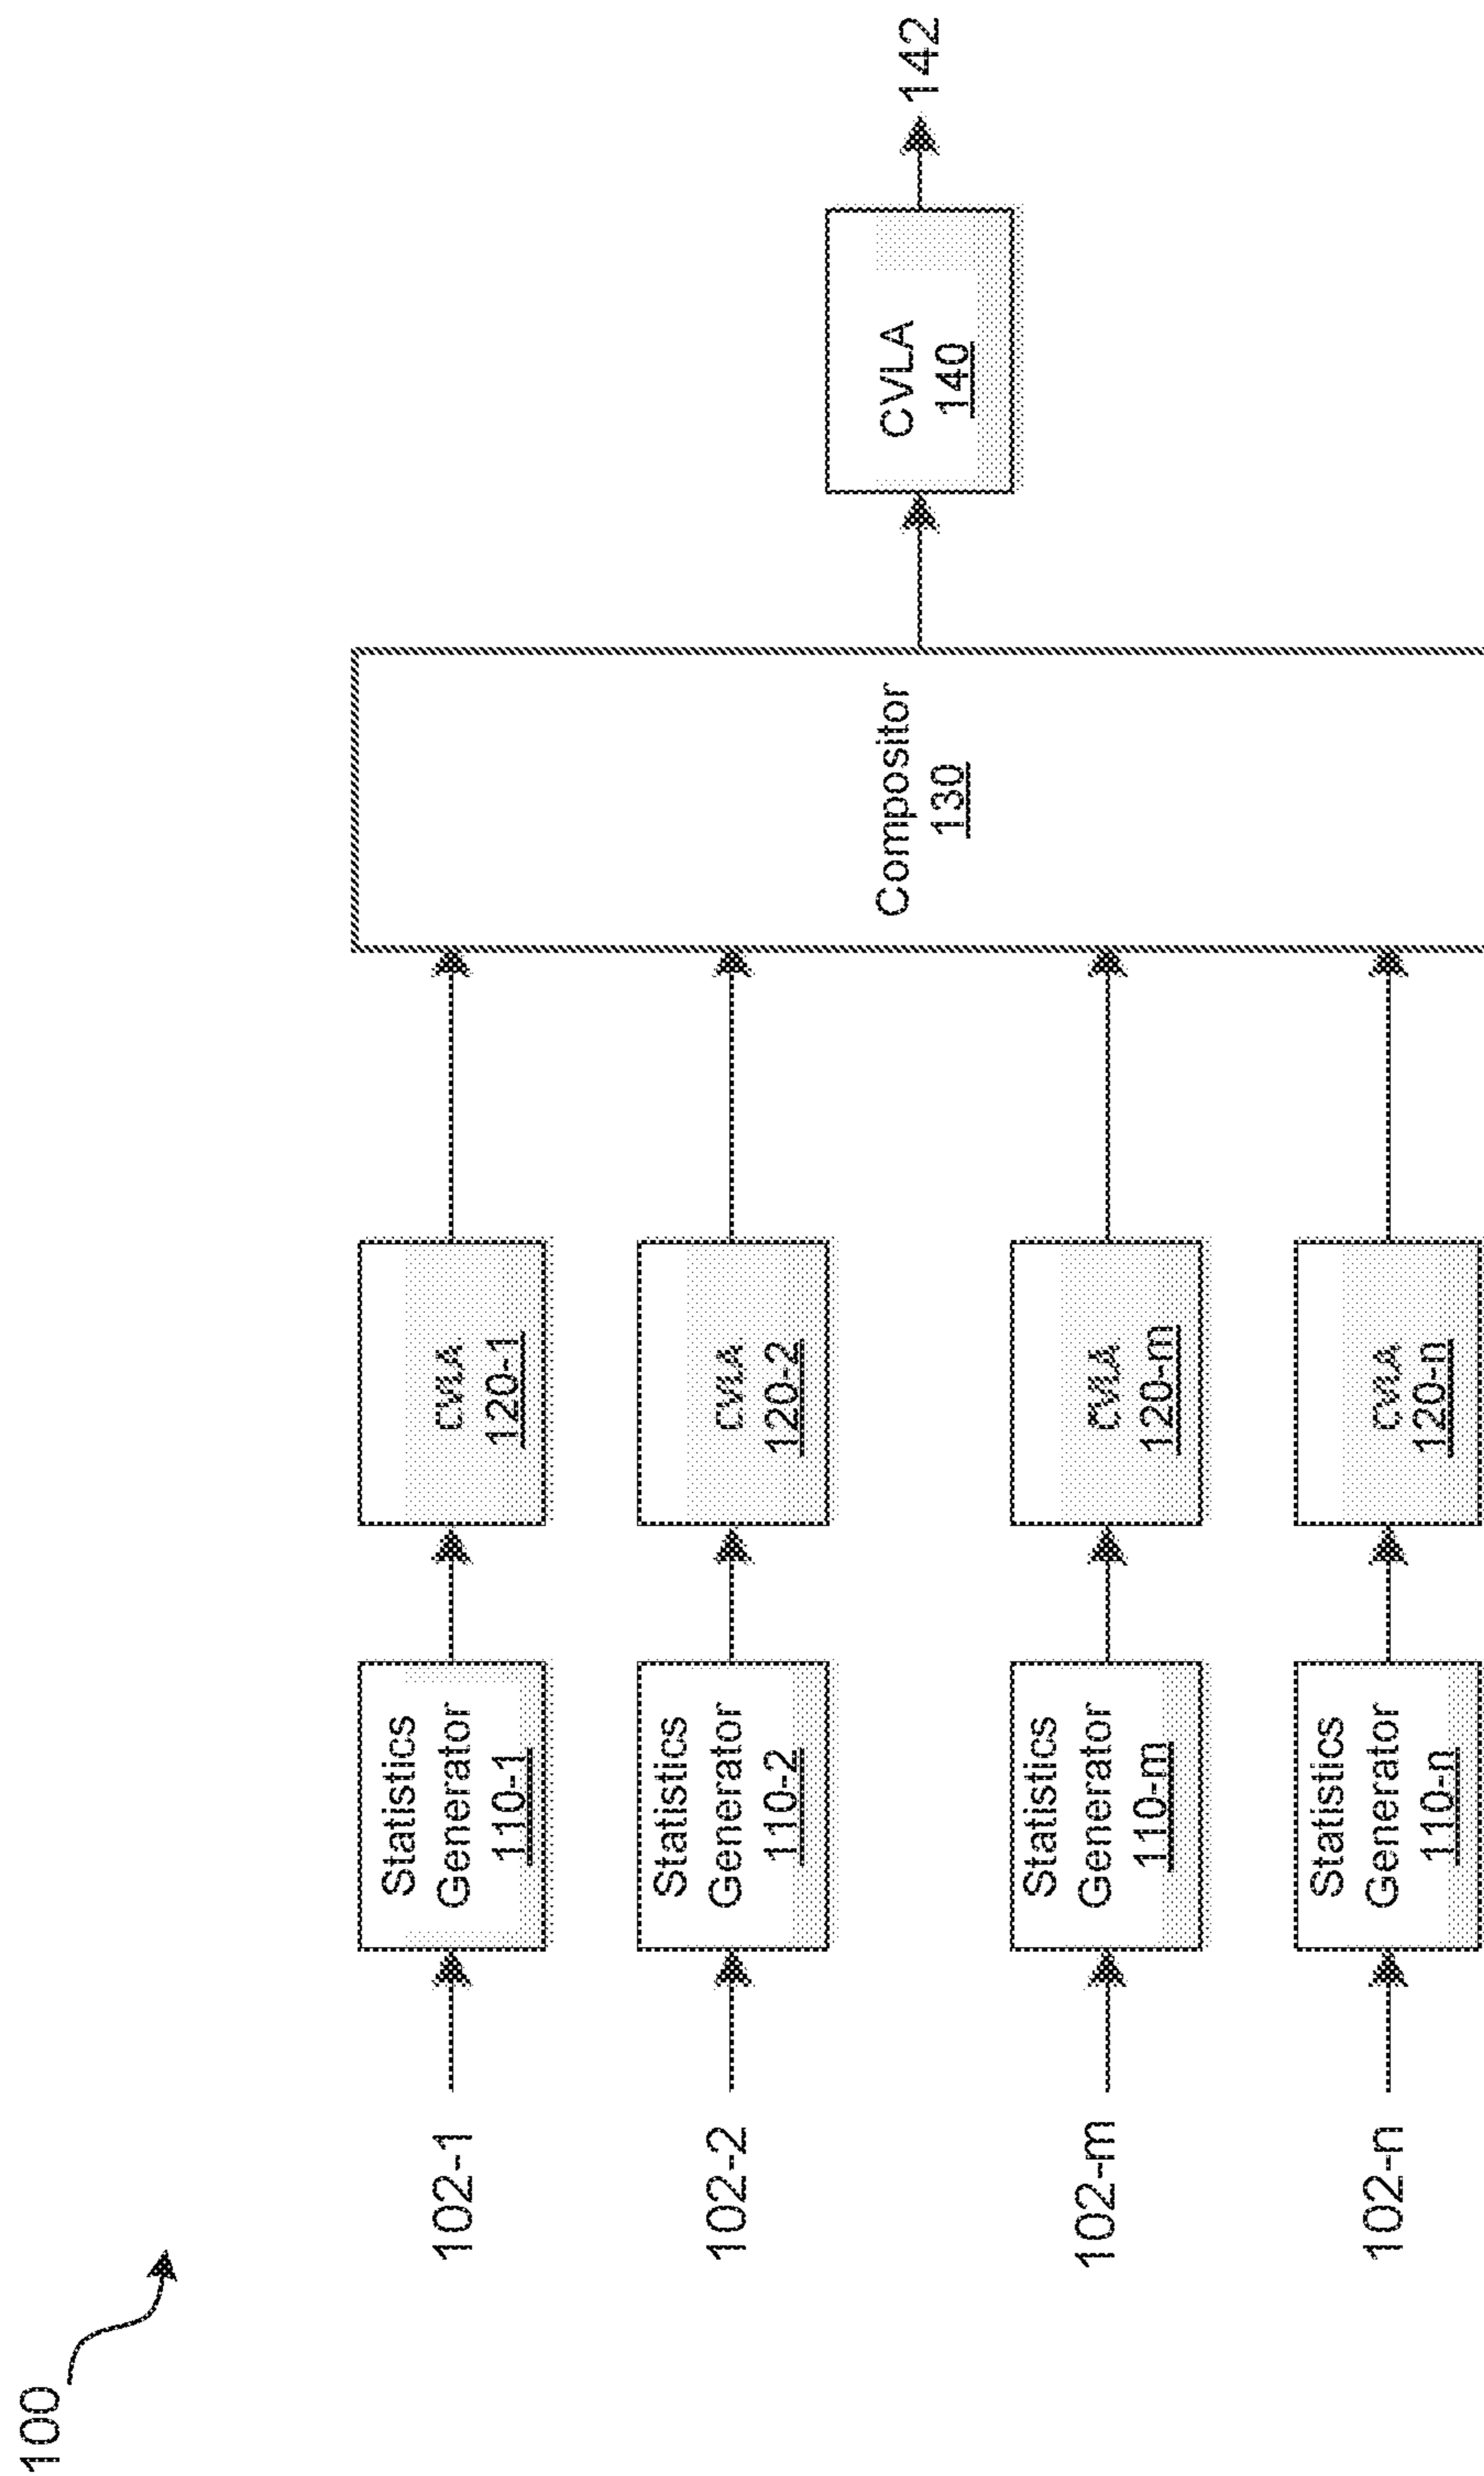 100
102-1
Statistics
Generator
110-1
CVLA
120-1
102-2
Statistics
Generator
110-2
CVLA
120-2
102-m
Statistics
Generator
110-m
CVLA
120-m
102-n
Statistics
Generator
110-n
CVLA
120-n
Compositor
130
CVLA
140
142